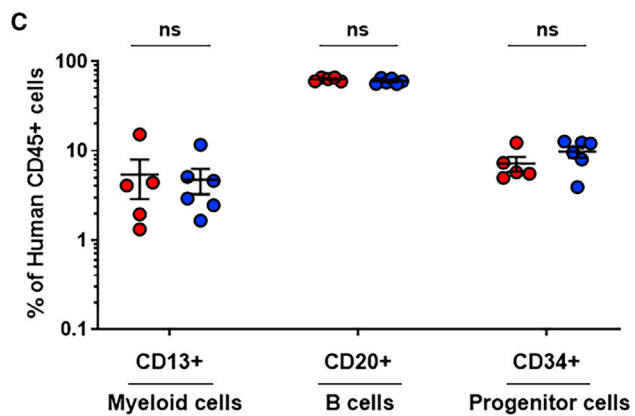 C
ns ns ns
% of Human CD45+ cells
100
10
1
0.1
CD13+ CD20+ CD34+
Myeloid cells B cells Progenitor cells